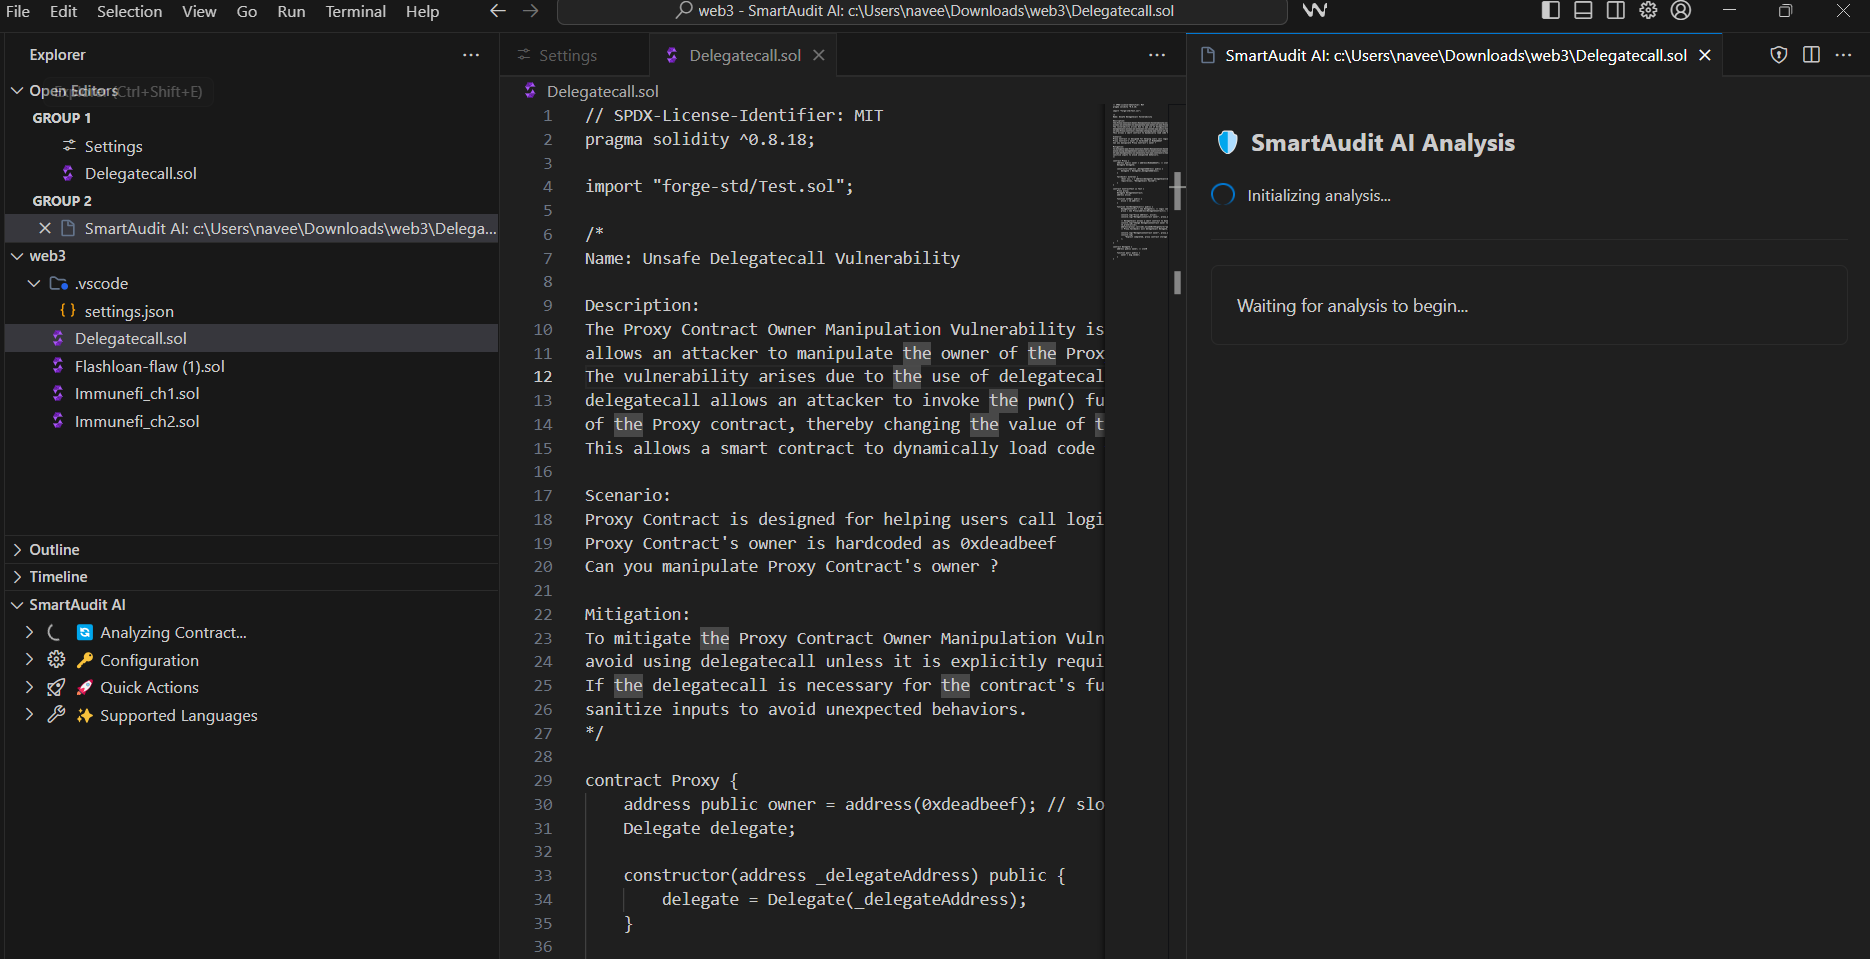 File Edit Selection View Go Run Terminal Help
web3 - SmartAudit AI: c:\Users\navee\Downloads\web3\Delegatecall.sol
Explorer
Open Editors
Explorer (Ctrl+Shift+E)
GROUP 1
Settings
Delegatecall.sol
GROUP 2
SmartAudit AI: c:\Users\navee\Downloads\web3\Delega...
web3
.vscode
settings.json
Delegatecall.sol
Flashloan-flaw (1).sol
Immunefi_ch1.sol
Immunefi_ch2.sol
Outline
Timeline
SmartAudit AI
Analyzing Contract...
Configuration
Quick Actions
Supported Languages
Settings
Delegatecall.sol
Delegatecall.sol
1 // SPDX-License-Identifier: MIT
2 pragma solidity ^0.8.18;
3
4 import "forge-std/Test.sol";
5
6 /*
7 Name: Unsafe Delegatecall Vulnerability
8
9 Description:
10 The Proxy Contract Owner Manipulation Vulnerability is
11 allows an attacker to manipulate the owner of the Prox
12 The vulnerability arises due to the use of delegatecal
13 delegatecall allows an attacker to invoke the pwn() fu
14 of the Proxy contract, thereby changing the value of t
15 This allows a smart contract to dynamically load code
16
17 Scenario:
18 Proxy Contract is designed for helping users call logi
19 Proxy Contract's owner is hardcoded as 0xdeadbeef
20 Can you manipulate Proxy Contract's owner ?
21
22 Mitigation:
23 To mitigate the Proxy Contract Owner Manipulation Vuln
24 avoid using delegatecall unless it is explicitly requi
25 If the delegatecall is necessary for the contract's fu
26 sanitize inputs to avoid unexpected behaviors.
27 */
28
29 contract Proxy {
30 address public owner = address(0xdeadbeef); // slo
31 Delegate delegate;
32
33 constructor(address _delegateAddress) public {
34 delegate = Delegate(_delegateAddress);
35 }
36
SmartAudit AI: c:\Users\navee\Downloads\web3\Delegatecall.sol
SmartAudit AI Analysis
Initializing analysis...
Waiting for analysis to begin...